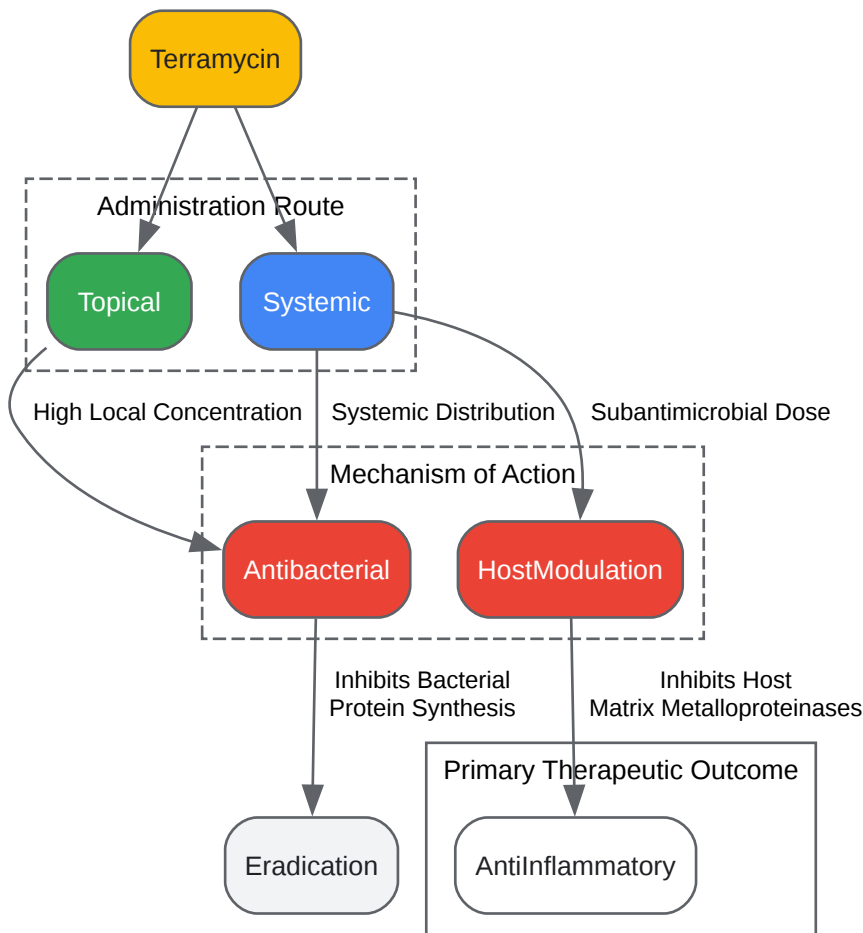 Terramycin
Administration Route
Topical
Systemic
High Local Concentration
Systemic Distribution
Subantimicrobial Dose
Mechanism of Action
Antibacterial
HostModulation
Inhibits Bacterial
Protein Synthesis
Inhibits Host
Matrix Metalloproteinases
Primary Therapeutic Outcome
Eradication
AntiInflammatory